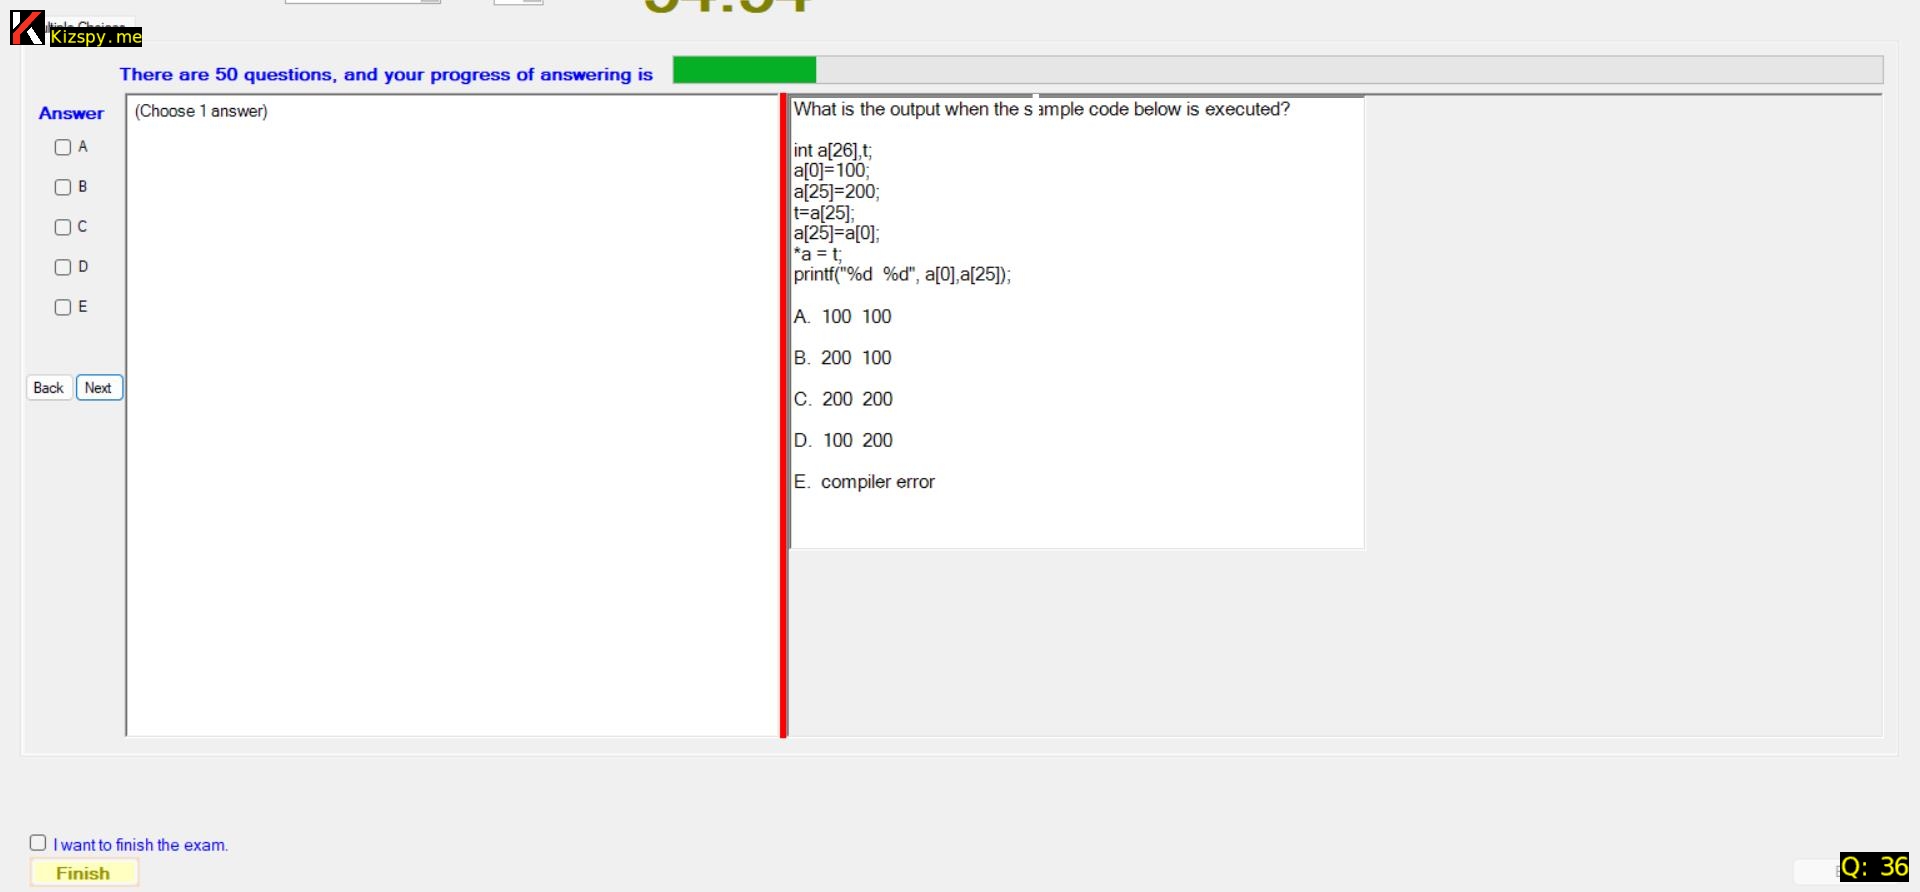 Kizspy.me
There are 50 questions, and your progress of answering is
Answer
(Choose 1 answer)
A
B
C
D
E
Back Next
What is the output when the sample code below is executed?
int a[26],t;
a[0]=100;
a[25]=200;
t=a[25];
a[25]=a[0];
*a = t;
printf("%d  %d", a[0],a[25]);
A.  100  100
B.  200  100
C.  200  200
D.  100  200
E.  compiler error
I want to finish the exam.
Finish
Q: 36